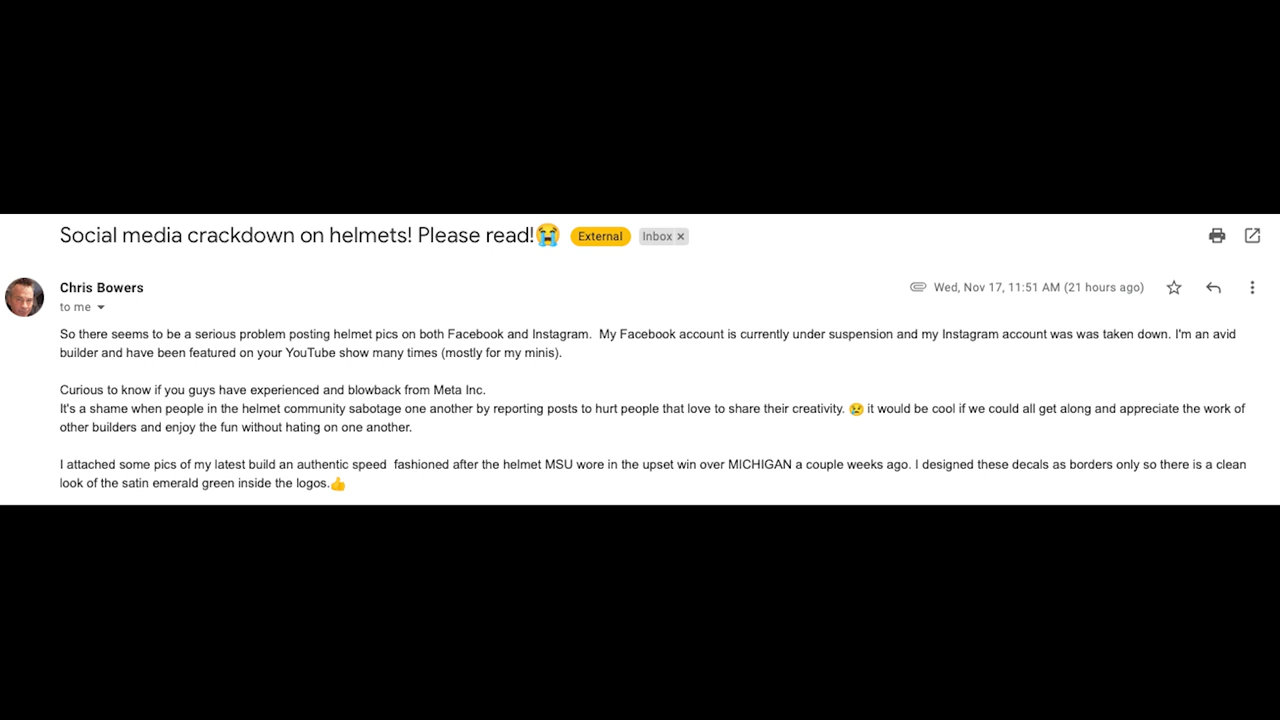 Social media crackdown on helmets! Please read!😭 External Inbox ×
Chris Bowers Wed, Nov 17, 11:51 AM (21 hours ago)
to me
So there seems to be a serious problem posting helmet pics on both Facebook and Instagram.  My Facebook account is currently under suspension and my Instagram account was was taken down. I'm an avid
builder and have been featured on your YouTube show many times (mostly for my minis).
Curious to know if you guys have experienced and blowback from Meta Inc.
It's a shame when people in the helmet community sabotage one another by reporting posts to hurt people that love to share their creativity. 😢 it would be cool if we could all get along and appreciate the work of
other builders and enjoy the fun without hating on one another.
I attached some pics of my latest build an authentic speed  fashioned after the helmet MSU wore in the upset win over MICHIGAN a couple weeks ago. I designed these decals as borders only so there is a clean
look of the satin emerald green inside the logos.👍